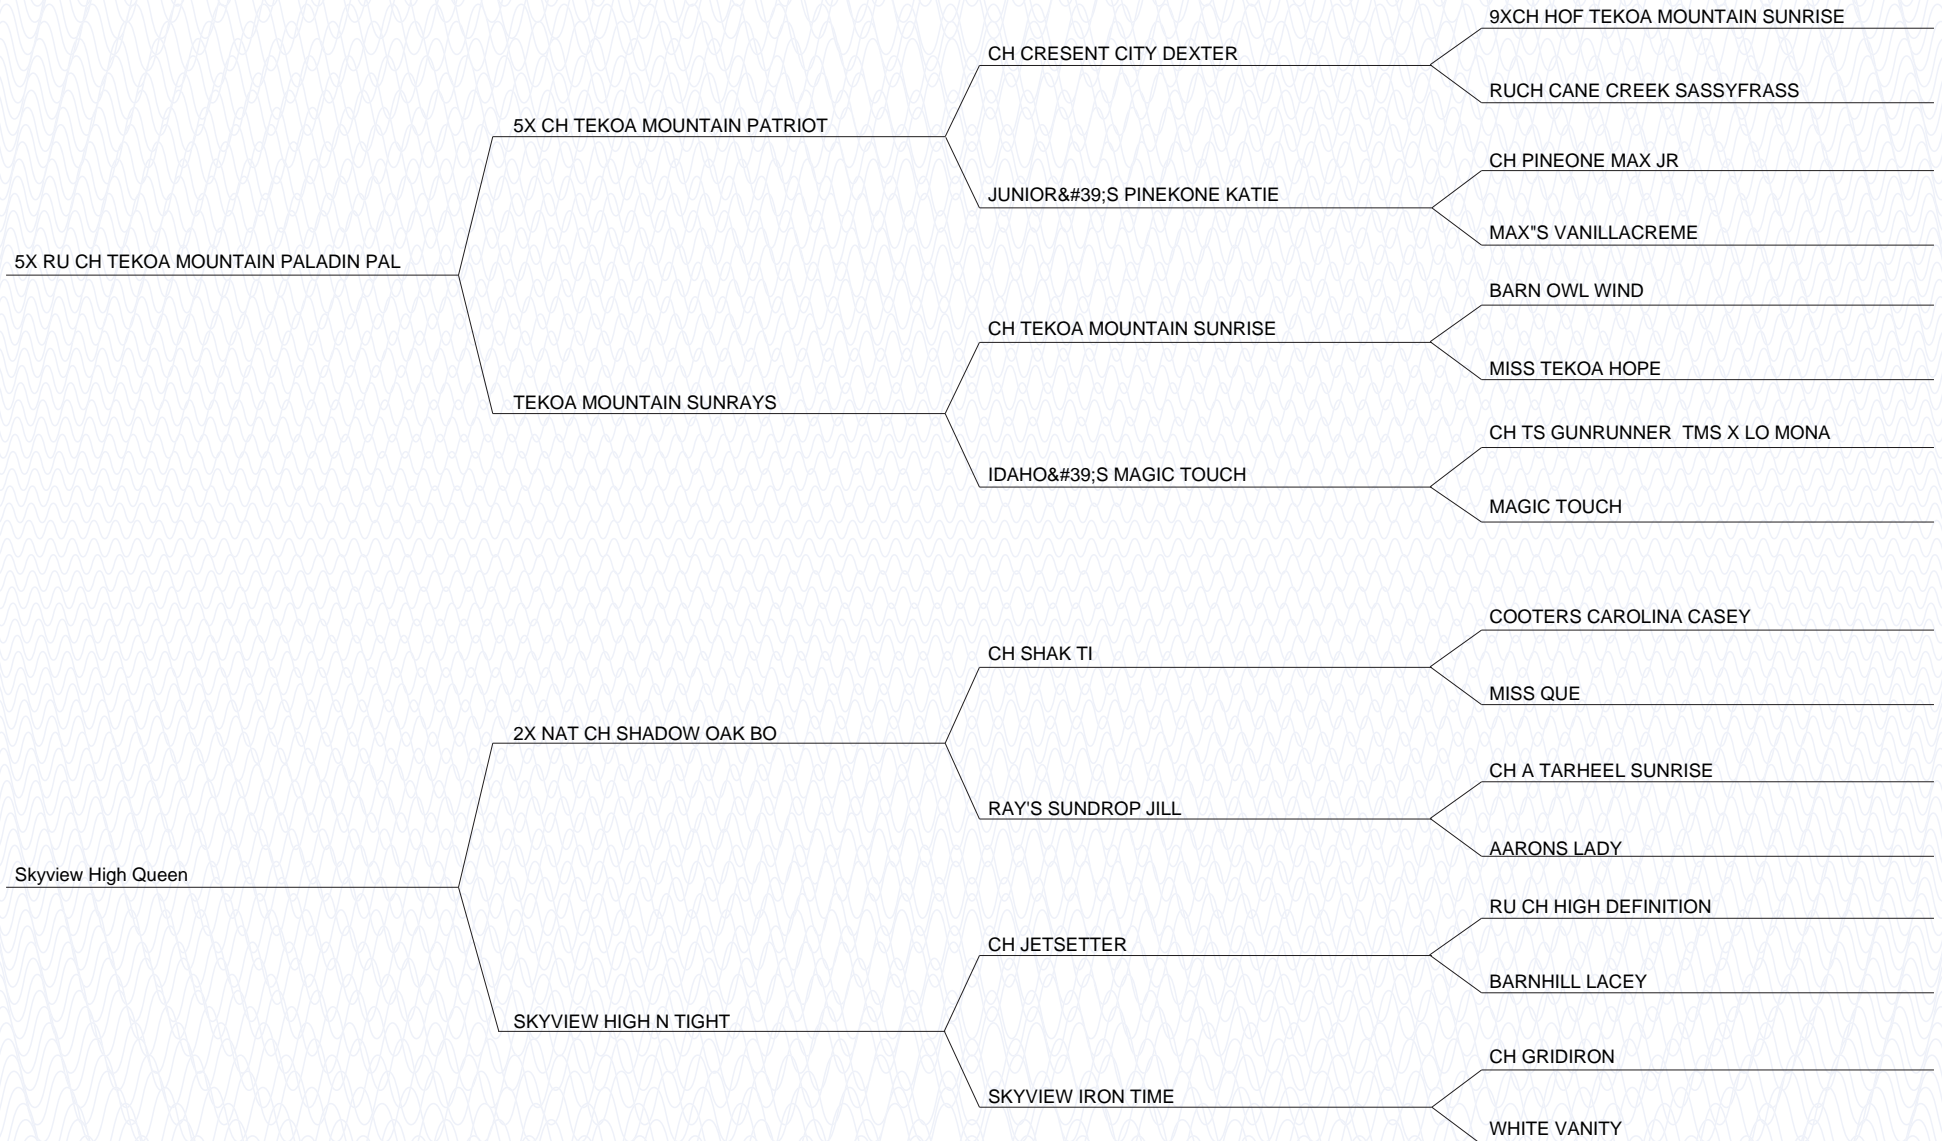 9XCH HOF TEKOA MOUNTAIN SUNRISE
CH CRESENT CITY DEXTER
RUCH CANE CREEK SASSYFRASS
5X CH TEKOA MOUNTAIN PATRIOT
CH PINEONE MAX JR
JUNIOR&#39;S PINEKONE KATIE
MAX"S VANILLACREME
5X RU CH TEKOA MOUNTAIN PALADIN PAL
BARN OWL WIND
CH TEKOA MOUNTAIN SUNRISE
MISS TEKOA HOPE
TEKOA MOUNTAIN SUNRAYS
CH TS GUNRUNNER  TMS X LO MONA
IDAHO&#39;S MAGIC TOUCH
MAGIC TOUCH
COOTERS CAROLINA CASEY
CH SHAK TI
MISS QUE
2X NAT CH SHADOW OAK BO
CH A TARHEEL SUNRISE
RAY'S SUNDROP JILL
AARONS LADY
Skyview High Queen
RU CH HIGH DEFINITION
CH JETSETTER
BARNHILL LACEY
SKYVIEW HIGH N TIGHT
CH GRIDIRON
SKYVIEW IRON TIME
WHITE VANITY